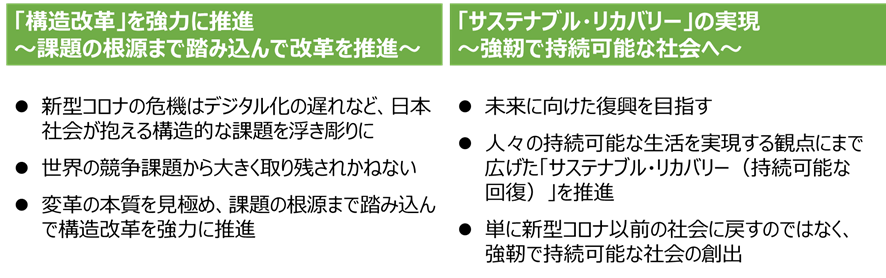 「構造改革」を強力に推進
～課題の根源まで踏み込んで改革を推進～
● 新型コロナの危機はデジタル化の遅れなど、日本
社会が抱える構造的な課題を浮き彫りに
● 世界の競争課題から大きく取り残されかねない
● 変革の本質を見極め、課題の根源まで踏み込ん
で構造改革を強力に推進
「サステナブル・リカバリー」の実現
～強靭で持続可能な社会へ～
● 未来に向けた復興を目指す
● 人々の持続可能な生活を実現する観点にまで
広げた「サステナブル・リカバリー（持続可能な
回復）」を推進
● 単に新型コロナ以前の社会に戻すのではなく、
強靭で持続可能な社会の創出